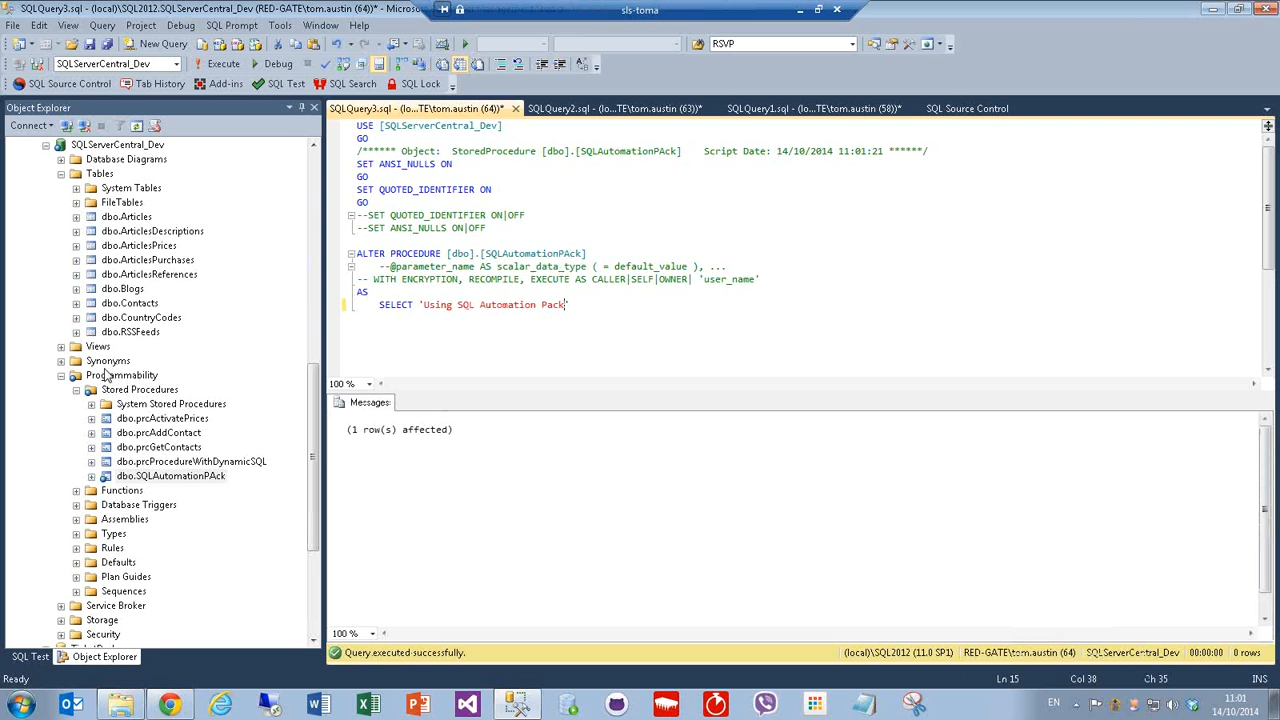 SQLQuery3.sql - (local)\SQL2012.SQLServerCentral_Dev (RED-GATE\tom.austin (64))* - Microsoft S
sls-toma
File Edit View Query Project Debug SQL Prompt Tools Window Help
New Query
RSVP
SQLServerCentral_Dev
Execute Debug
SQL Source Control Tab History Add-ins SQL Test SQL Search SQL Lock
Object Explorer
SQLQuery3.sql - (lo...TE\tom.austin (64))*
SQLQuery2.sql - (lo...TE\tom.austin (63))*
SQLQuery1.sql - (lo...TE\tom.austin (58))*
SQL Source Control
Connect
SQLServerCentral_Dev
Database Diagrams
Tables
System Tables
FileTables
dbo.Articles
dbo.ArticlesDescriptions
dbo.ArticlesPrices
dbo.ArticlesPurchases
dbo.ArticlesReferences
dbo.Blogs
dbo.Contacts
dbo.CountryCodes
dbo.RSSFeeds
Views
Synonyms
Programmability
Stored Procedures
System Stored Procedures
dbo.prcActivatePrices
dbo.prcAddContact
dbo.prcGetContacts
dbo.prcProcedureWithDynamicSQL
dbo.SQLAutomationPAck
Functions
Database Triggers
Assemblies
Types
Rules
Defaults
Plan Guides
Sequences
Service Broker
Storage
Security
USE [SQLServerCentral_Dev]
GO
/****** Object: StoredProcedure [dbo].[SQLAutomationPAck] Script Date: 14/10/2014 11:01:21 ******/
SET ANSI_NULLS ON
GO
SET QUOTED_IDENTIFIER ON
GO
--SET QUOTED_IDENTIFIER ON|OFF
--SET ANSI_NULLS ON|OFF
ALTER PROCEDURE [dbo].[SQLAutomationPAck]
--@parameter_name AS scalar_data_type ( = default_value ), ...
-- WITH ENCRYPTION, RECOMPILE, EXECUTE AS CALLER|SELF|OWNER| 'user_name'
AS
SELECT 'Using SQL Automation Pack'
100 %
Messages
(1 row(s) affected)
100 %
Query executed successfully.
(local)\SQL2012 (11.0 SP1)
RED-GATE\tom.austin (64)
SQLServerCentral_Dev
00:00:00
0 rows
SQL Test
Object Explorer
Ready
Ln 15
Col 38
Ch 35
INS
EN
11:01
14/10/2014